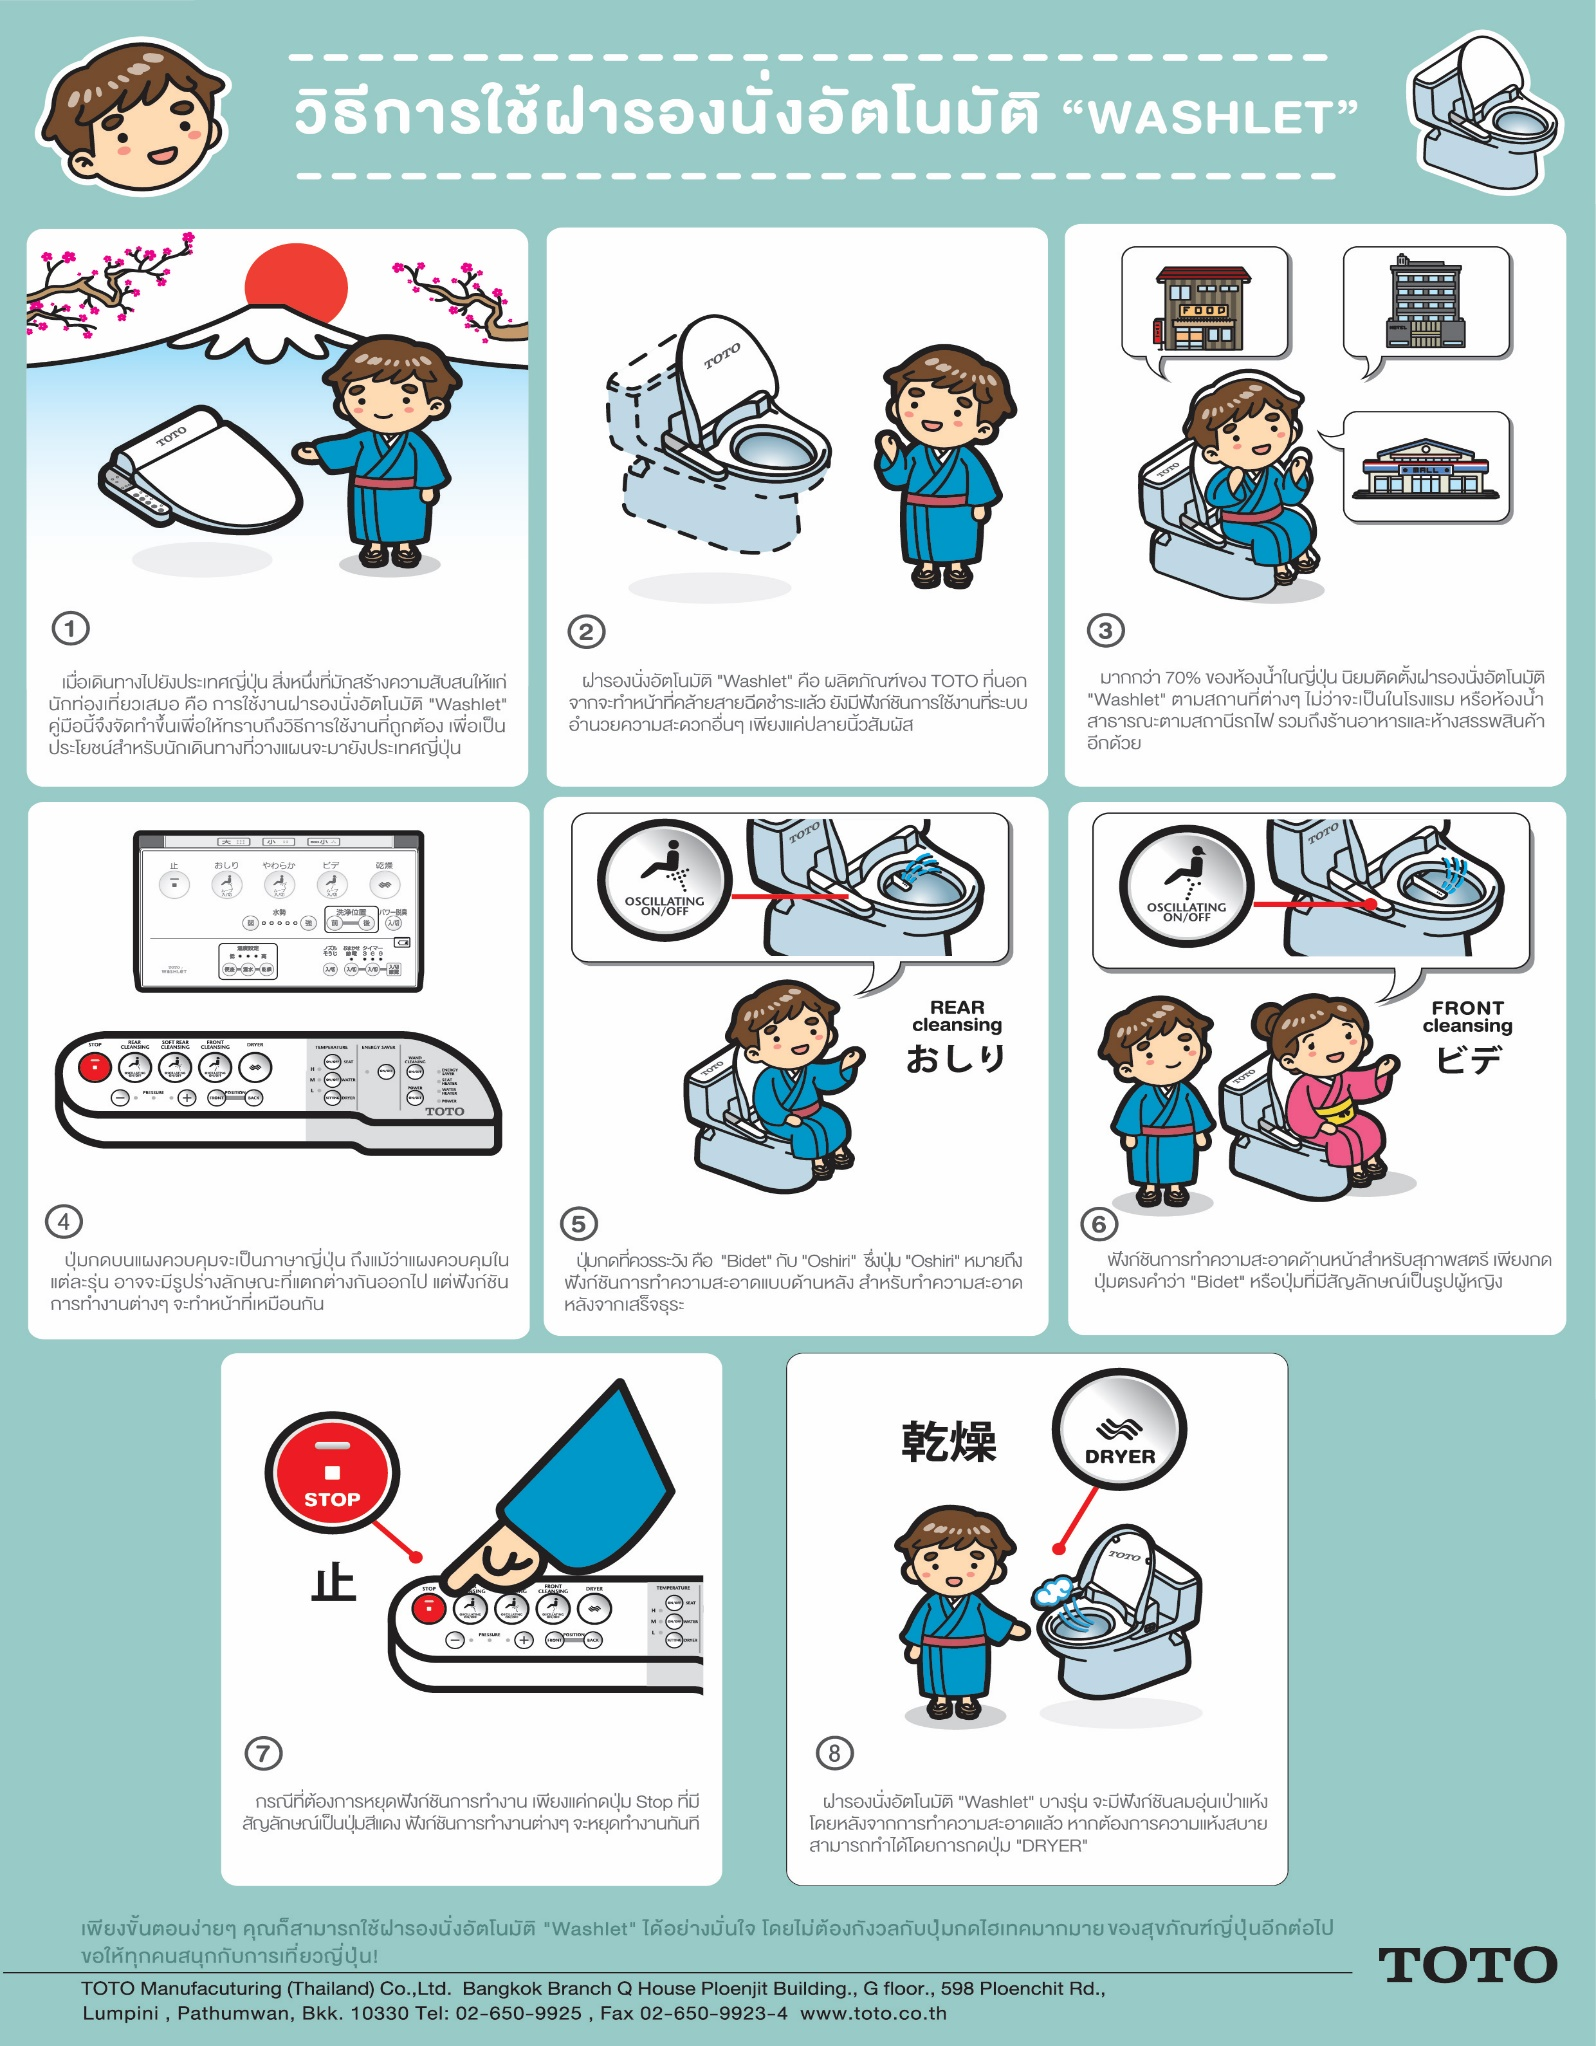 วิธีการใช้ฝารองนั่งอัตโนมัติ “WASHLET”
TOTO
1
เมื่อเดินทางไปยังประเทศญี่ปุ่น สิ่งหนึ่งที่มักสร้างความสับสนให้แก่
นักท่องเที่ยวเสมอ คือ การใช้งานฝารองนั่งอัตโนมัติ "Washlet"
คู่มือนี้จึงจัดทำขึ้นเพื่อให้ทราบถึงวิธีการใช้งานที่ถูกต้อง เพื่อเป็น
ประโยชน์สำหรับนักเดินทางที่วางแผนจะมายังประเทศญี่ปุ่น
TOTO
2
ฝารองนั่งอัตโนมัติ "Washlet" คือ ผลิตภัณฑ์ของ TOTO ที่นอก
จากจะทำหน้าที่คล้ายสายฉีดชำระแล้ว ยังมีฟังก์ชันการใช้งานที่ระบบ
อำนวยความสะดวกอื่นๆ เพียงแค่ปลายนิ้วสัมผัส
FOOD
HOTEL
MALL
TOTO
3
มากกว่า 70% ของห้องน้ำในญี่ปุ่น นิยมติดตั้งฝารองนั่งอัตโนมัติ
"Washlet" ตามสถานที่ต่างๆ ไม่ว่าจะเป็นในโรงแรม หรือห้องน้ำ
สาธารณะตามสถานีรถไฟ รวมถึงร้านอาหารและห้างสรรพสินค้า
อีกด้วย
大 小
止 おしり やわらか ビデ 乾燥
水勢 洗浄位置 パワー脱臭
弱 強 前 後 入/切
温度設定
低 高
TOTO
WASHLET
STOP REAR CLEANSING SOFT REAR CLEANSING FRONT CLEANSING DRYER
TEMPERATURE ENERGY SAVER
H SEAT WAND CLEANING
M WATER
L DRYER
PRESSURE POSITION
FRONT BACK
POWER
ENERGY SAVER
SEAT HEATER
WATER HEATER
POWER
TOTO
4
ปุ่มกดบนแผงควบคุมจะเป็นภาษาญี่ปุ่น ถึงแม้ว่าแผงควบคุมใน
แต่ละรุ่น อาจจะมีรูปร่างลักษณะที่แตกต่างกันออกไป แต่ฟังก์ชัน
การทำงานต่างๆ จะทำหน้าที่เหมือนกัน
OSCILLATING
ON/OFF
TOTO
REAR
cleansing
おしり
TOTO
5
ปุ่มกดที่ควรระวัง คือ "Bidet" กับ "Oshiri" ซึ่งปุ่ม "Oshiri" หมายถึง
ฟังก์ชันการทำความสะอาดแบบด้านหลัง สำหรับทำความสะอาด
หลังจากเสร็จธุระ
OSCILLATING
ON/OFF
TOTO
FRONT
cleansing
ビデ
TOTO
6
ฟังก์ชันการทำความสะอาดด้านหน้าสำหรับสุภาพสตรี เพียงกด
ปุ่มตรงคำว่า "Bidet" หรือปุ่มที่มีสัญลักษณ์เป็นรูปผู้หญิง
STOP
止
STOP
FRONT CLEANSING DRYER
TEMPERATURE
H SEAT
M WATER
L DRYER
PRESSURE POSITION
FRONT BACK
7
กรณีที่ต้องการหยุดฟังก์ชันการทำงาน เพียงแค่กดปุ่ม Stop ที่มี
สัญลักษณ์เป็นปุ่มสีแดง ฟังก์ชันการทำงานต่างๆ จะหยุดทำงานทันที
乾燥
DRYER
TOTO
8
ฝารองนั่งอัตโนมัติ "Washlet" บางรุ่น จะมีฟังก์ชันลมอุ่นเป่าแห้ง
โดยหลังจากการทำความสะอาดแล้ว หากต้องการความแห้งสบาย
สามารถทำได้โดยการกดปุ่ม "DRYER"
เพียงขั้นตอนง่ายๆ คุณก็สามารถใช้ฝารองนั่งอัตโนมัติ "Washlet" ได้อย่างมั่นใจ โดยไม่ต้องกังวลกับปุ่มกดไฮเทคมากมายของสุขภัณฑ์ญี่ปุ่นอีกต่อไป
ขอให้ทุกคนสนุกกับการเที่ยวญี่ปุ่น!
TOTO Manufacuturing (Thailand) Co.,Ltd. Bangkok Branch Q House Ploenjit Building., G floor., 598 Ploenchit Rd.,
Lumpini , Pathumwan, Bkk. 10330 Tel: 02-650-9925 , Fax 02-650-9923-4 www.toto.co.th
TOTO